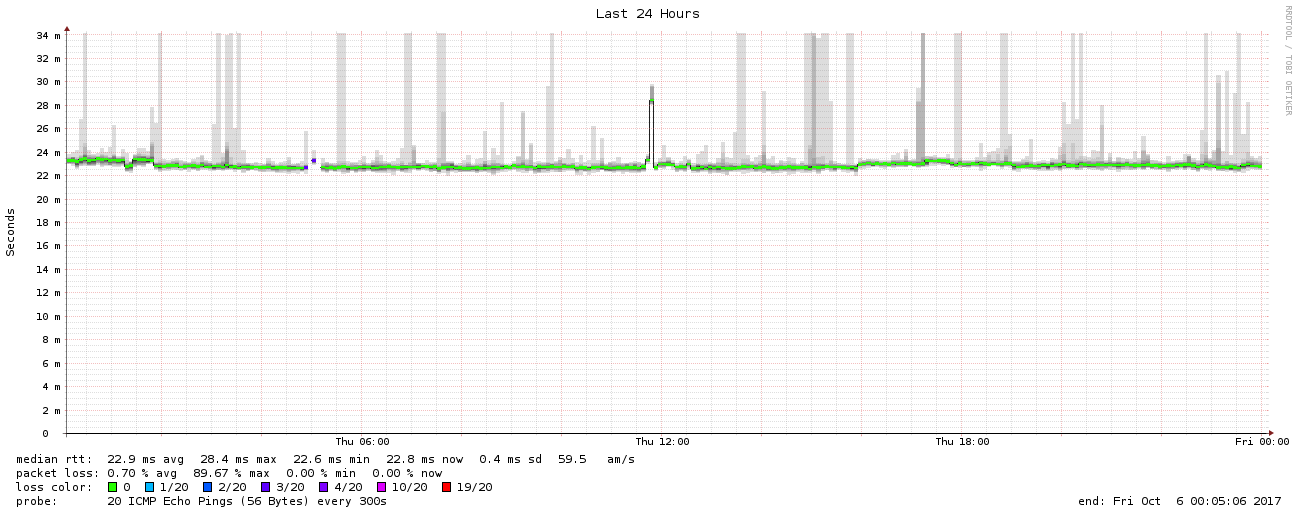 Last 24 Hours
RRDTOOL / TOBI OETIKER
34 m
32 m
30 m
28 m
26 m
24 m
22 m
20 m
18 m
16 m
14 m
12 m
10 m
8 m
6 m
4 m
2 m
0
Seconds
Thu 06:00 Thu 12:00 Thu 18:00 Fri 00:00
median rtt: 22.9 ms avg 28.4 ms max 22.6 ms min 22.8 ms now 0.4 ms sd 59.5 am/s
packet loss: 0.70 % avg 89.67 % max 0.00 % min 0.00 % now
loss color: 0 1/20 2/20 3/20 4/20 10/20 19/20
probe: 20 ICMP Echo Pings (56 Bytes) every 300s end: Fri Oct 6 00:05:06 2017